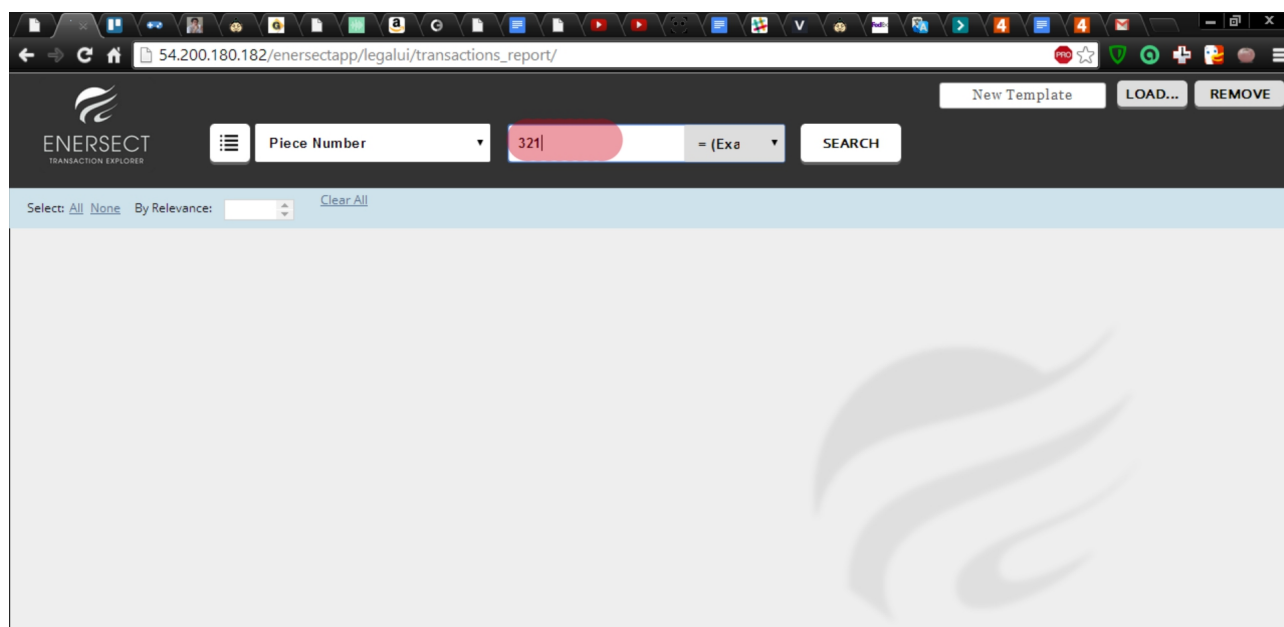 54.200.180.182/enersectapp/legalui/transactions_report/
New Template LOAD... REMOVE
ENERSECT
TRANSACTION EXPLORER
Piece Number 321 = (Exa SEARCH
Select: All None By Relevance: Clear All